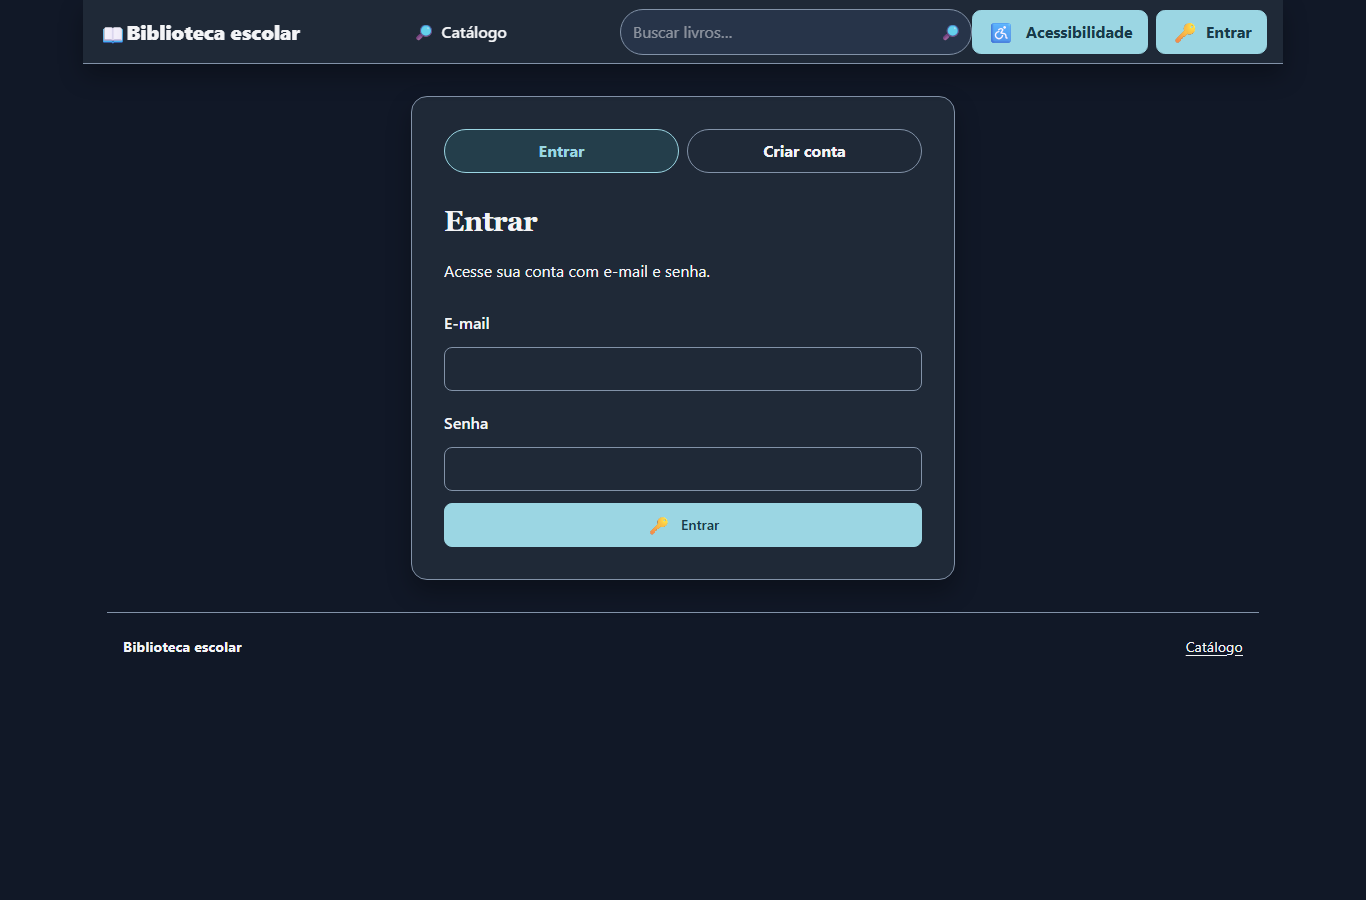 Biblioteca escolar
Catálogo
Buscar livros...
Acessibilidade
Entrar
Entrar
Criar conta
Entrar
Acesse sua conta com e-mail e senha.
E-mail
Senha
Entrar
Biblioteca escolar
Catálogo